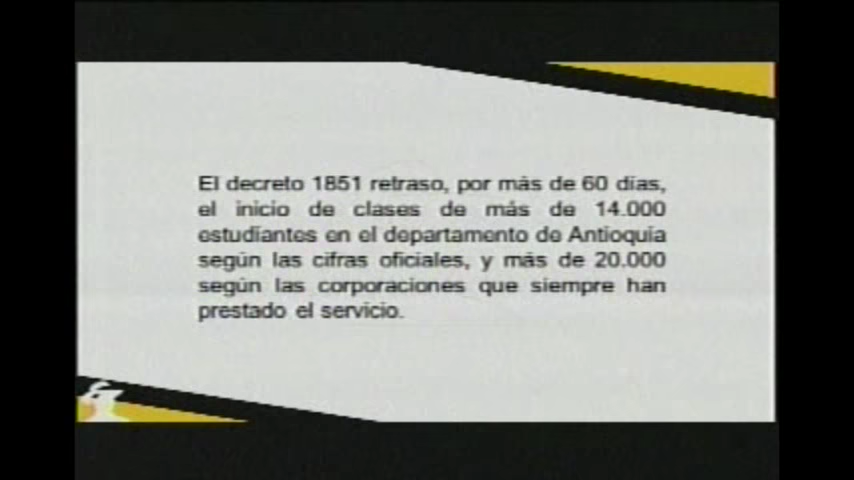 El decreto 1851 retraso, por más de 60 días,
el inicio de clases de más de 14.000
estudiantes en el departamento de Antioquia
según las cifras oficiales, y más de 20.000
según las corporaciones que siempre han
prestado el servicio.